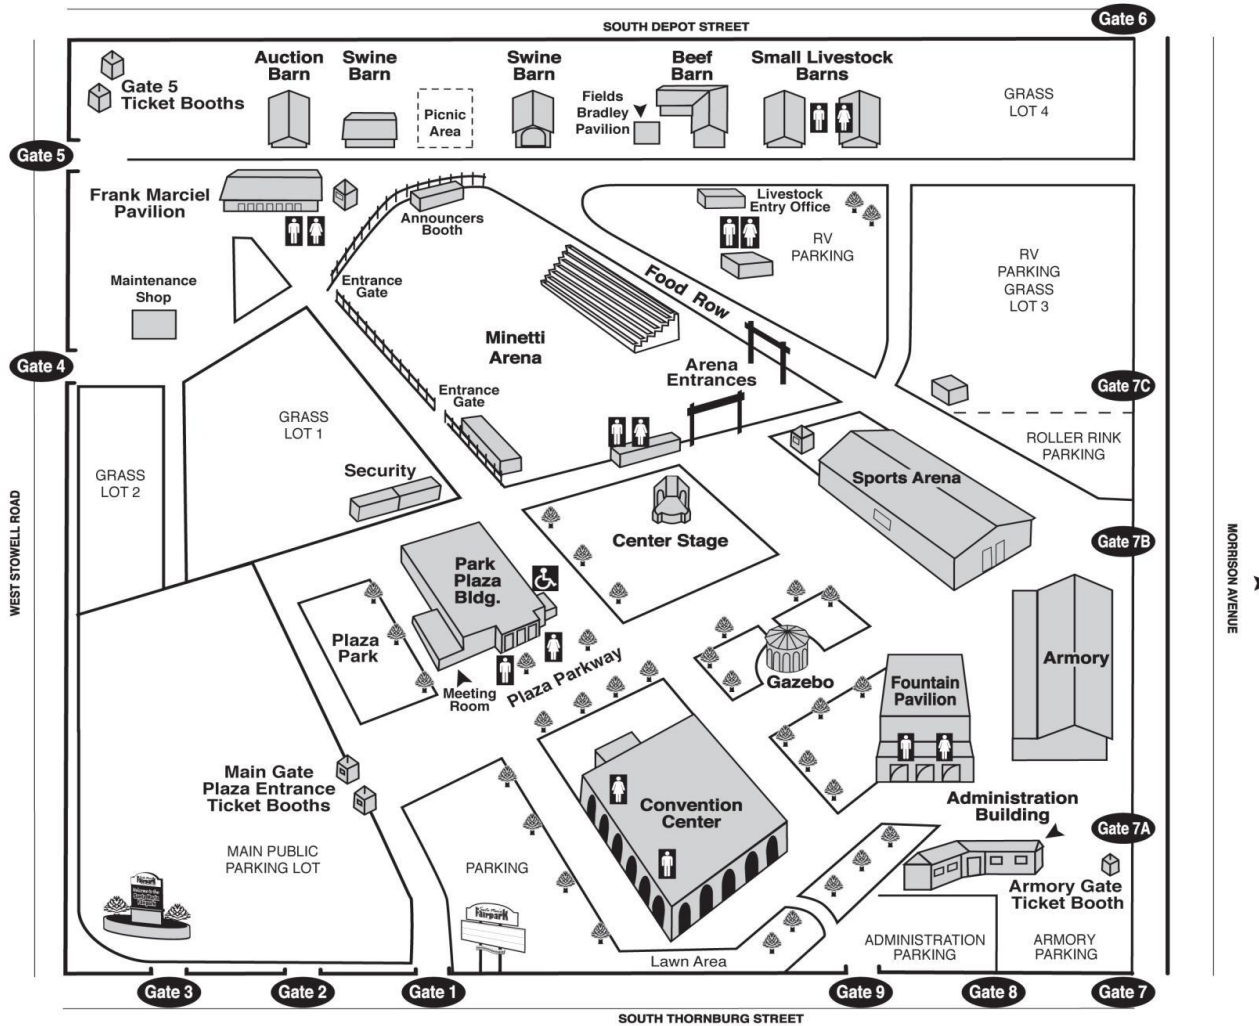 Gate 6
SOUTH DEPOT STREET
Auction
Barn
Swine
Barn
Swine
Barn
Beef
Barn
Small Livestock
Barns
Gate 5
Ticket Booths
Picnic
Area
Fields
Bradley
Pavilion
GRASS
LOT 4
Gate 5
Frank Marciel
Pavilion
Announcers
Booth
Livestock
Entry Office
RV
PARKING
RV
PARKING
GRASS
LOT 3
Maintenance
Shop
Entrance
Gate
Food Row
Minetti
Arena
Arena
Entrances
Gate 4
Entrance
Gate
Gate 7C
GRASS
LOT 1
ROLLER RINK
PARKING
GRASS
LOT 2
Security
Sports Arena
WEST STOWELL ROAD
Center Stage
Gate 7B
MORRISON AVENUE
Park
Plaza
Bldg.
Plaza
Park
Meeting
Room
Plaza Parkway
Gazebo
Fountain
Pavilion
Armory
Main Gate
Plaza Entrance
Ticket Booths
Convention
Center
Administration
Building
Gate 7A
MAIN PUBLIC
PARKING LOT
PARKING
Armory Gate
Ticket Booth
Fairpark
ADMINISTRATION
PARKING
ARMORY
PARKING
Lawn Area
Gate 3
Gate 2
Gate 1
Gate 9
Gate 8
Gate 7
SOUTH THORNBURG STREET